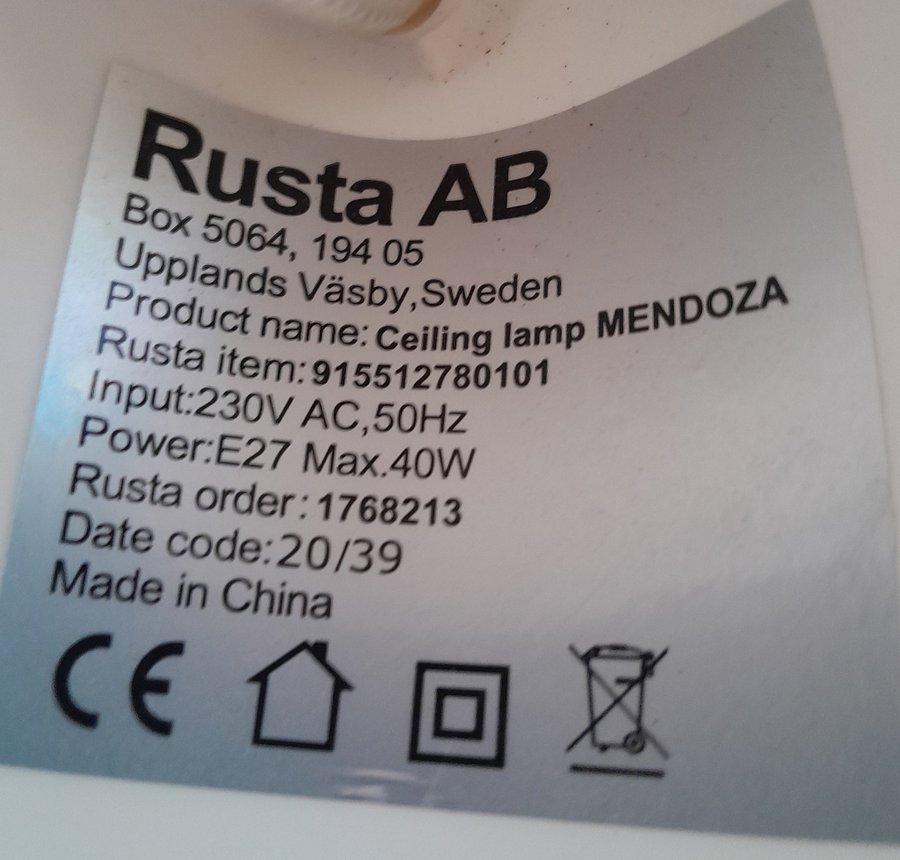 Rusta AB
Box 5064, 194 05
Upplands Väsby,Sweden
Product name: Ceiling lamp MENDOZA
Rusta item: 915512780101
Input:230V AC,50Hz
Power:E27 Max.40W
Rusta order: 1768213
Date code:20/39
Made in China
CE